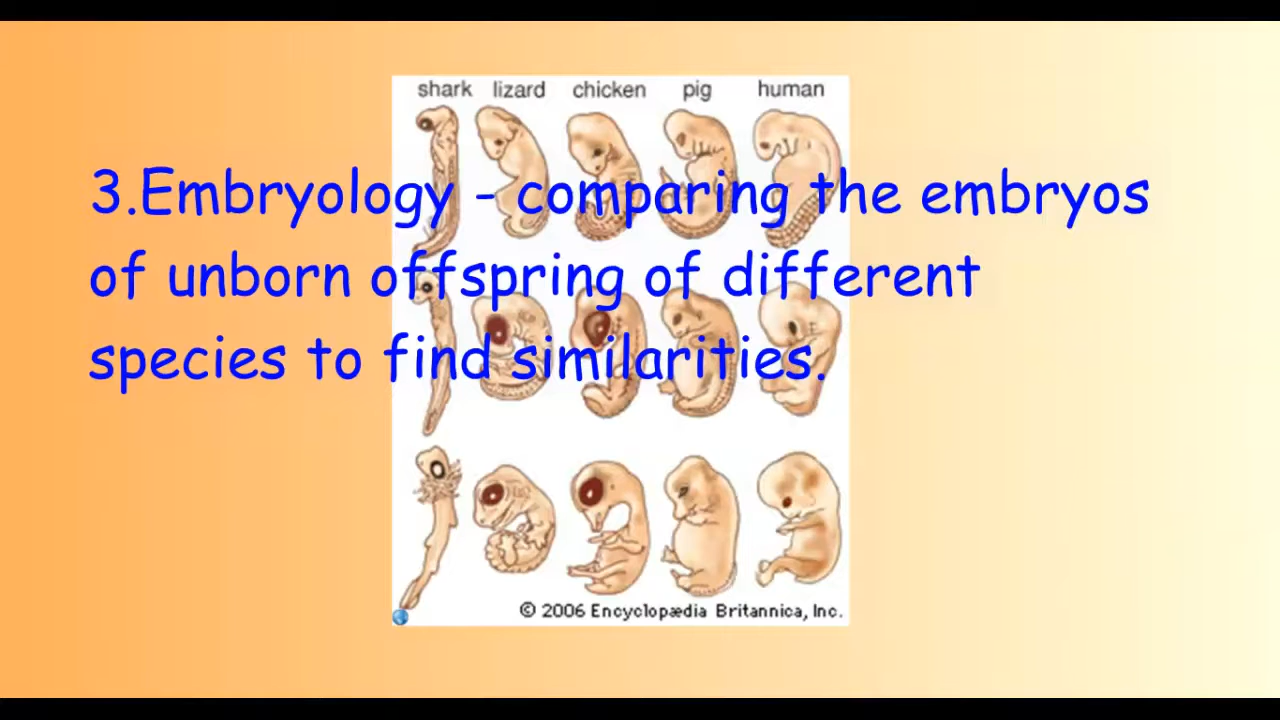 shark lizard chicken pig human
3.Embryology - comparing the embryos
of unborn offspring of different
species to find similarities.
© 2006 Encyclopædia Britannica, Inc.